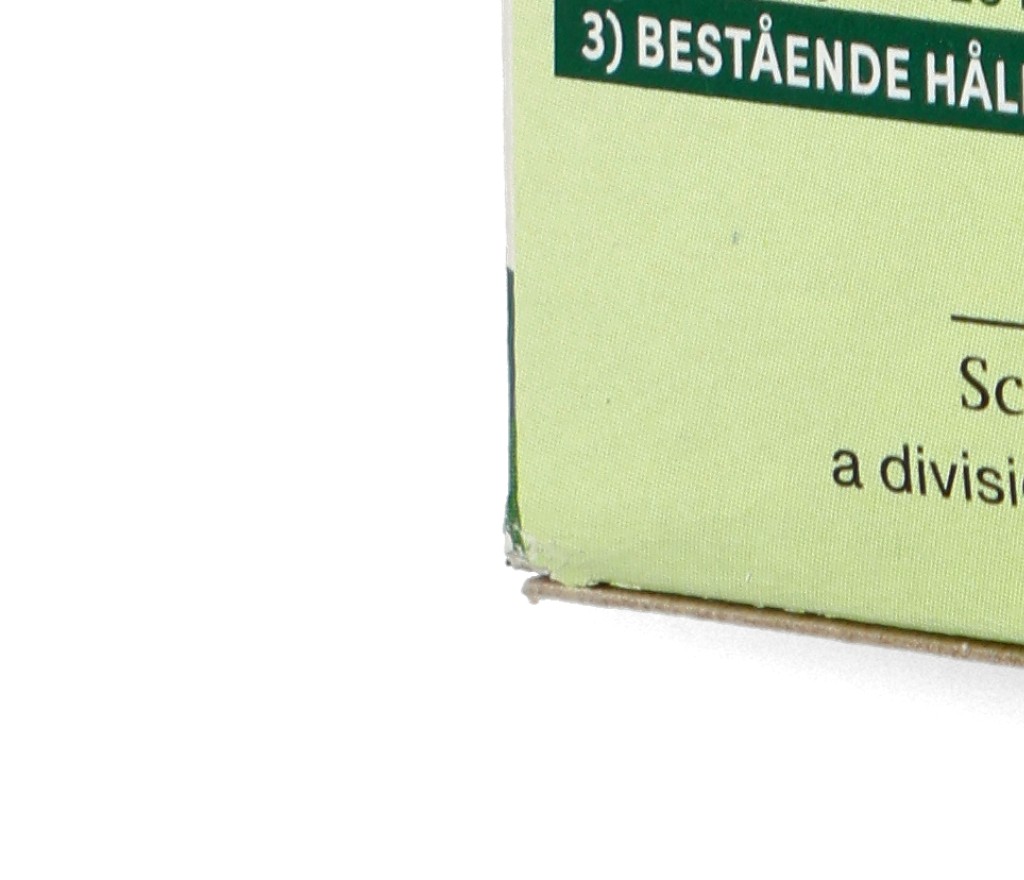 3) BESTÅENDE HÅL
Sc
a divisi